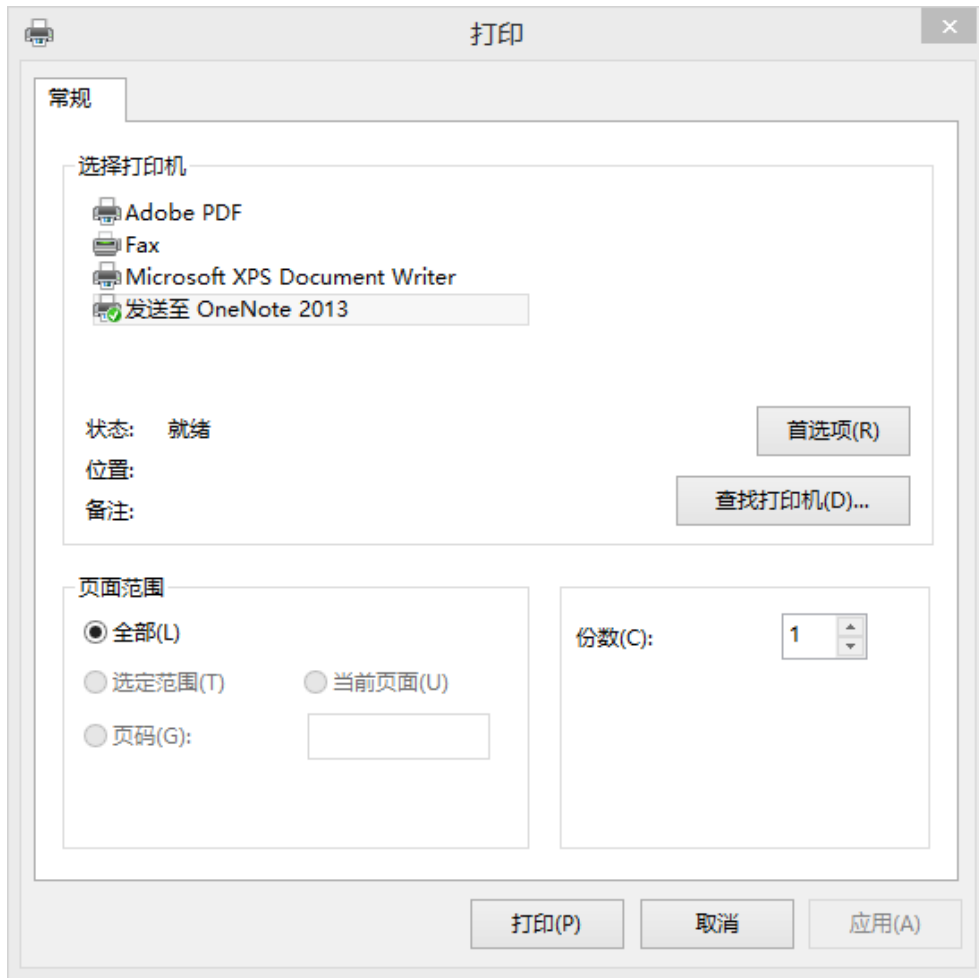 打印
常规
选择打印机
Adobe PDF
Fax
Microsoft XPS Document Writer
发送至 OneNote 2013
状态: 就绪
首选项(R)
位置:
查找打印机(D)...
备注:
页面范围
全部(L)
份数(C): 1
选定范围(T) 当前页面(U)
页码(G):
打印(P) 取消 应用(A)